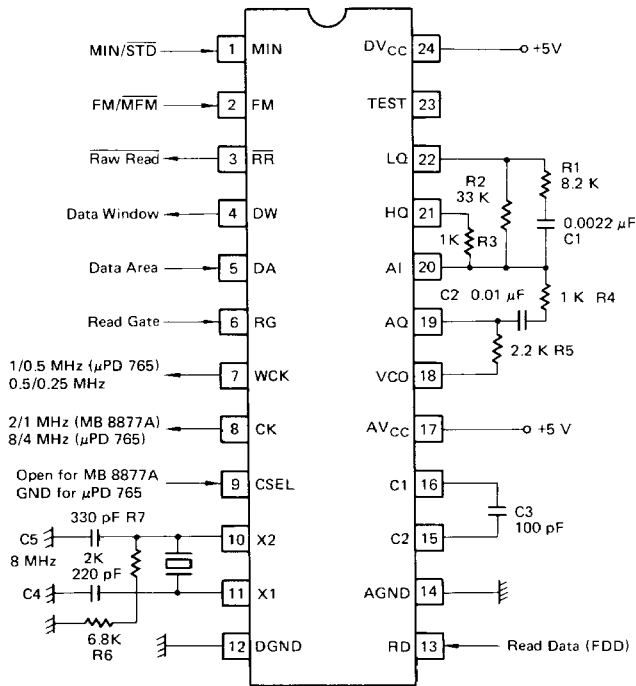 MIN/STD
1
MIN
FM/MFM
2
FM
Raw Read
3
RR
Data Window
4
DW
Data Area
5
DA
Read Gate
6
RG
1/0.5 MHz (μPD 765)
0.5/0.25 MHz
7
WCK
2/1 MHz (MB 8877A)
8/4 MHz (μPD 765)
8
CK
Open for MB 8877A
GND for μPD 765
9
CSEL
330 pF R7
C5
10
X2
8 MHz
2K
220 pF
C4
11
X1
6.8K
R6
12
DGND
DVCC
24
+5V
TEST
23
LQ
22
R1
8.2 K
R2
33 K
HQ
21
0.0022 μF
C1
1K
R3
AI
20
C2 0.01 μF
1 K R4
AQ
19
2.2 K R5
VCO
18
AVCC
17
+5 V
C1
16
C3
100 pF
C2
15
AGND
14
RD
13
Read Data (FDD)